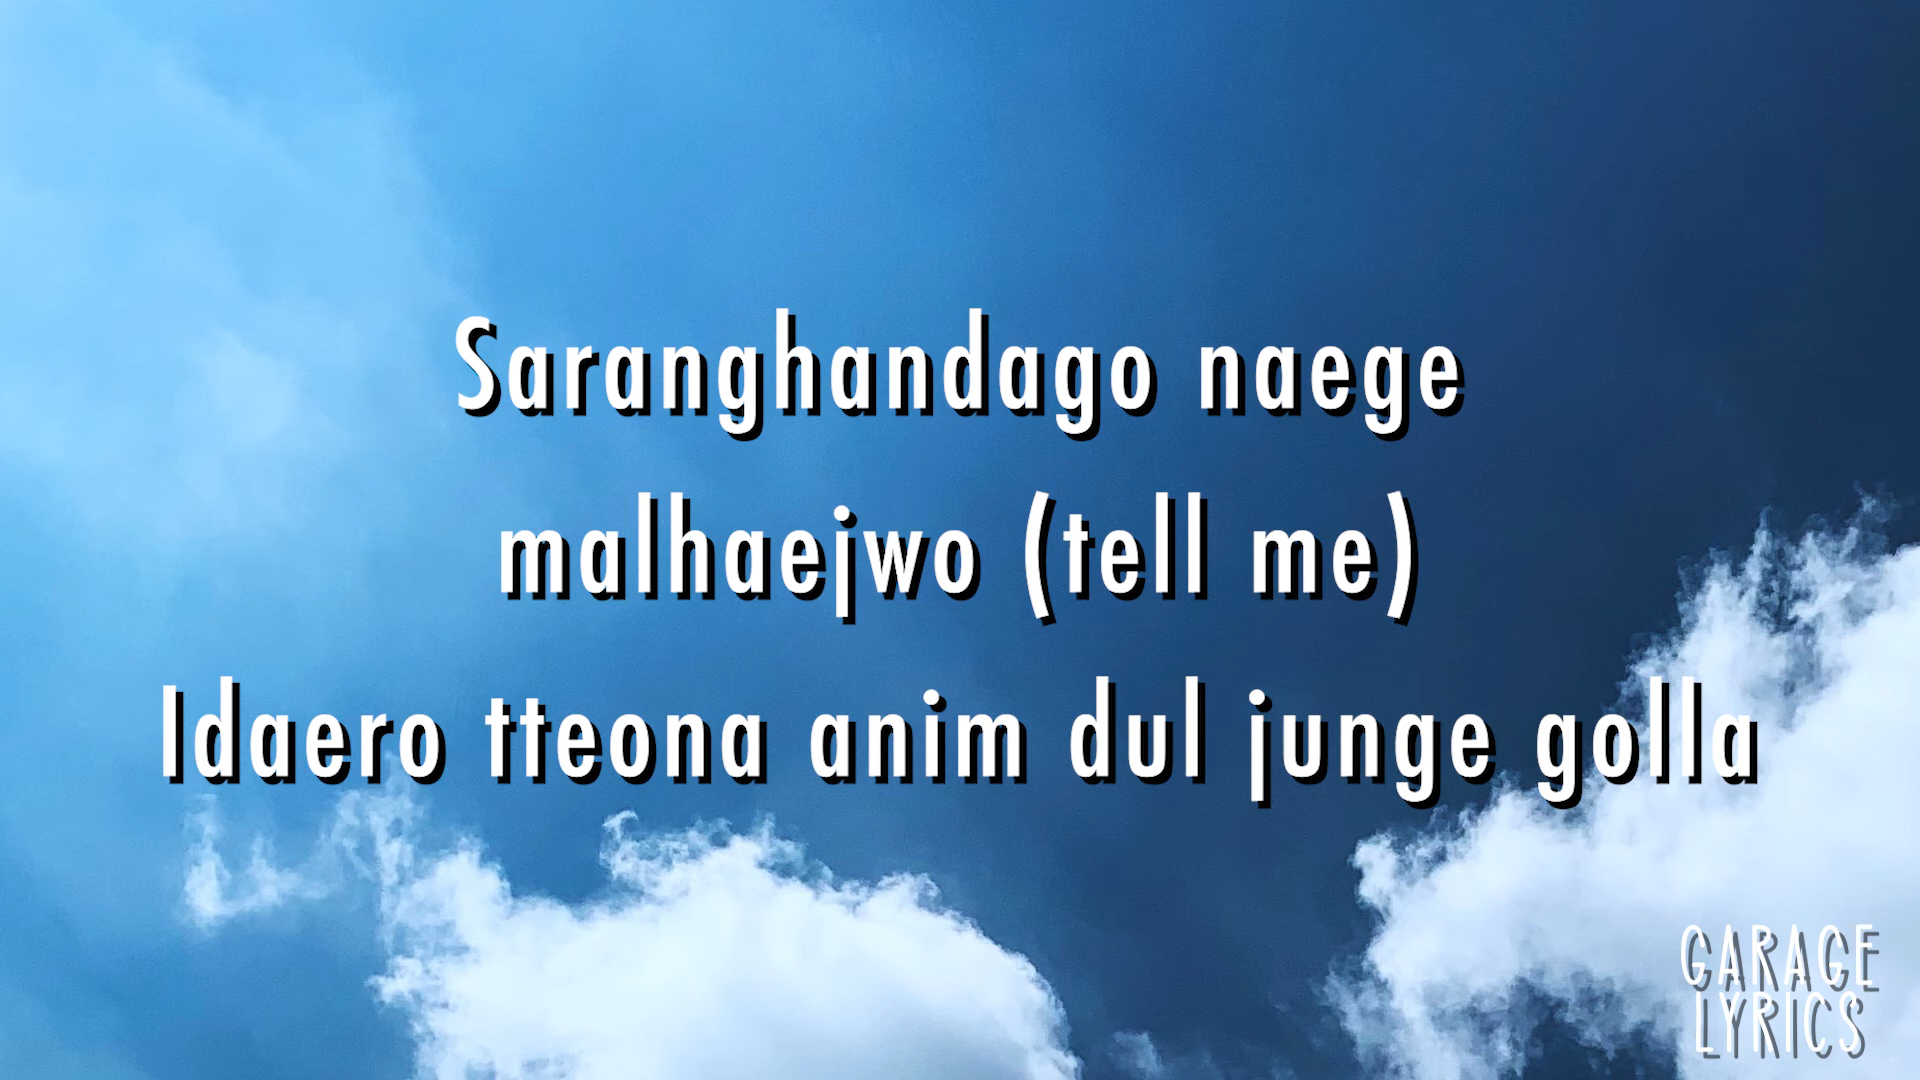 Saranghandago naege
malhaejwo (tell me)
Idaero tteona anim dul junge golla
GARAGE
LYRICS